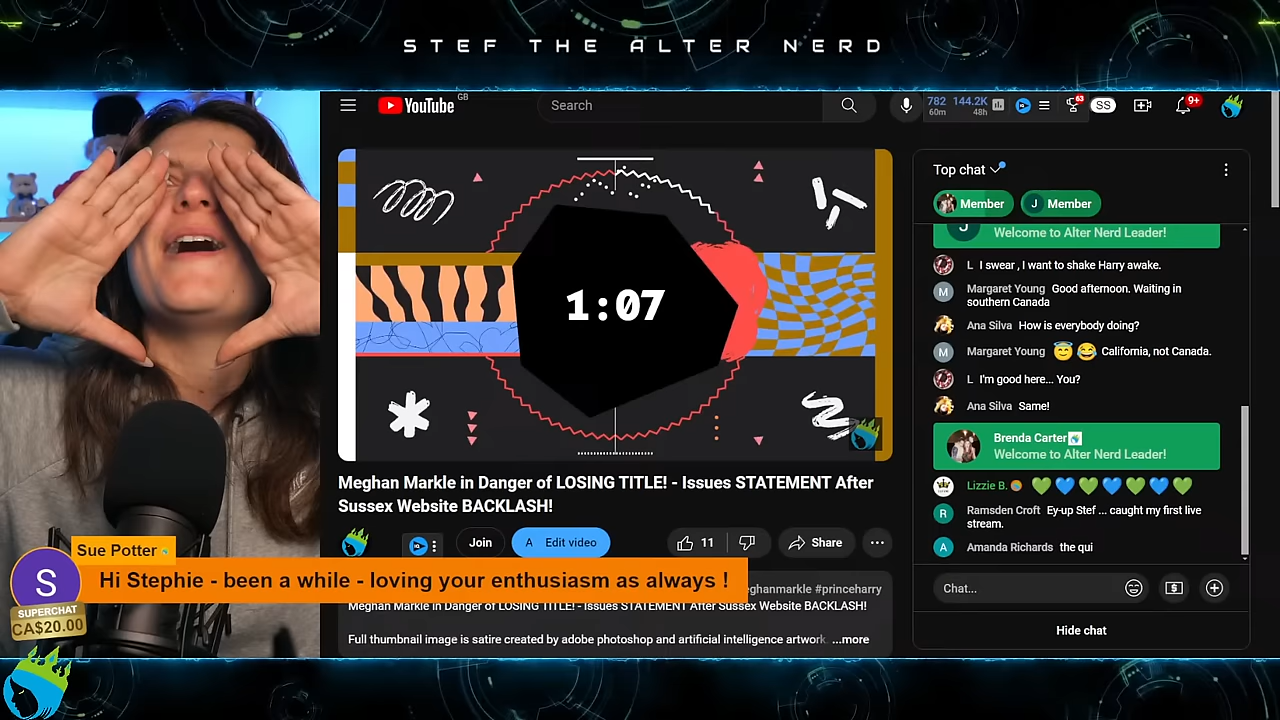 STEF THE ALTER NERD
YouTube GB
Search
782 144.2K
60m 48h
63
SS
9+
1:07
Meghan Markle in Danger of LOSING TITLE! - Issues STATEMENT After
Sussex Website BACKLASH!
Join
A Edit video
11
Share
Sue Potter
S
Hi Stephie - been a while - loving your enthusiasm as always !
SUPERCHAT
CA$20.00
eghanmarkle #princeharry
Meghan Markle in Danger of LOSING TITLE! - Issues STATEMENT After Sussex Website BACKLASH!
Full thumbnail image is satire created by adobe photoshop and artificial intelligence artwork. ...more
Top chat
Member
J Member
J
Welcome to Alter Nerd Leader!
L I swear , I want to shake Harry awake.
M Margaret Young Good afternoon. Waiting in
southern Canada
Ana Silva How is everybody doing?
M Margaret Young 😇 😂 California, not Canada.
L I'm good here... You?
Ana Silva Same!
Brenda Carter
Welcome to Alter Nerd Leader!
Lizzie B. 💚💙💚💙💚💙💚
R Ramsden Croft Ey-up Stef ... caught my first live
stream.
A Amanda Richards the qui
Chat...
Hide chat